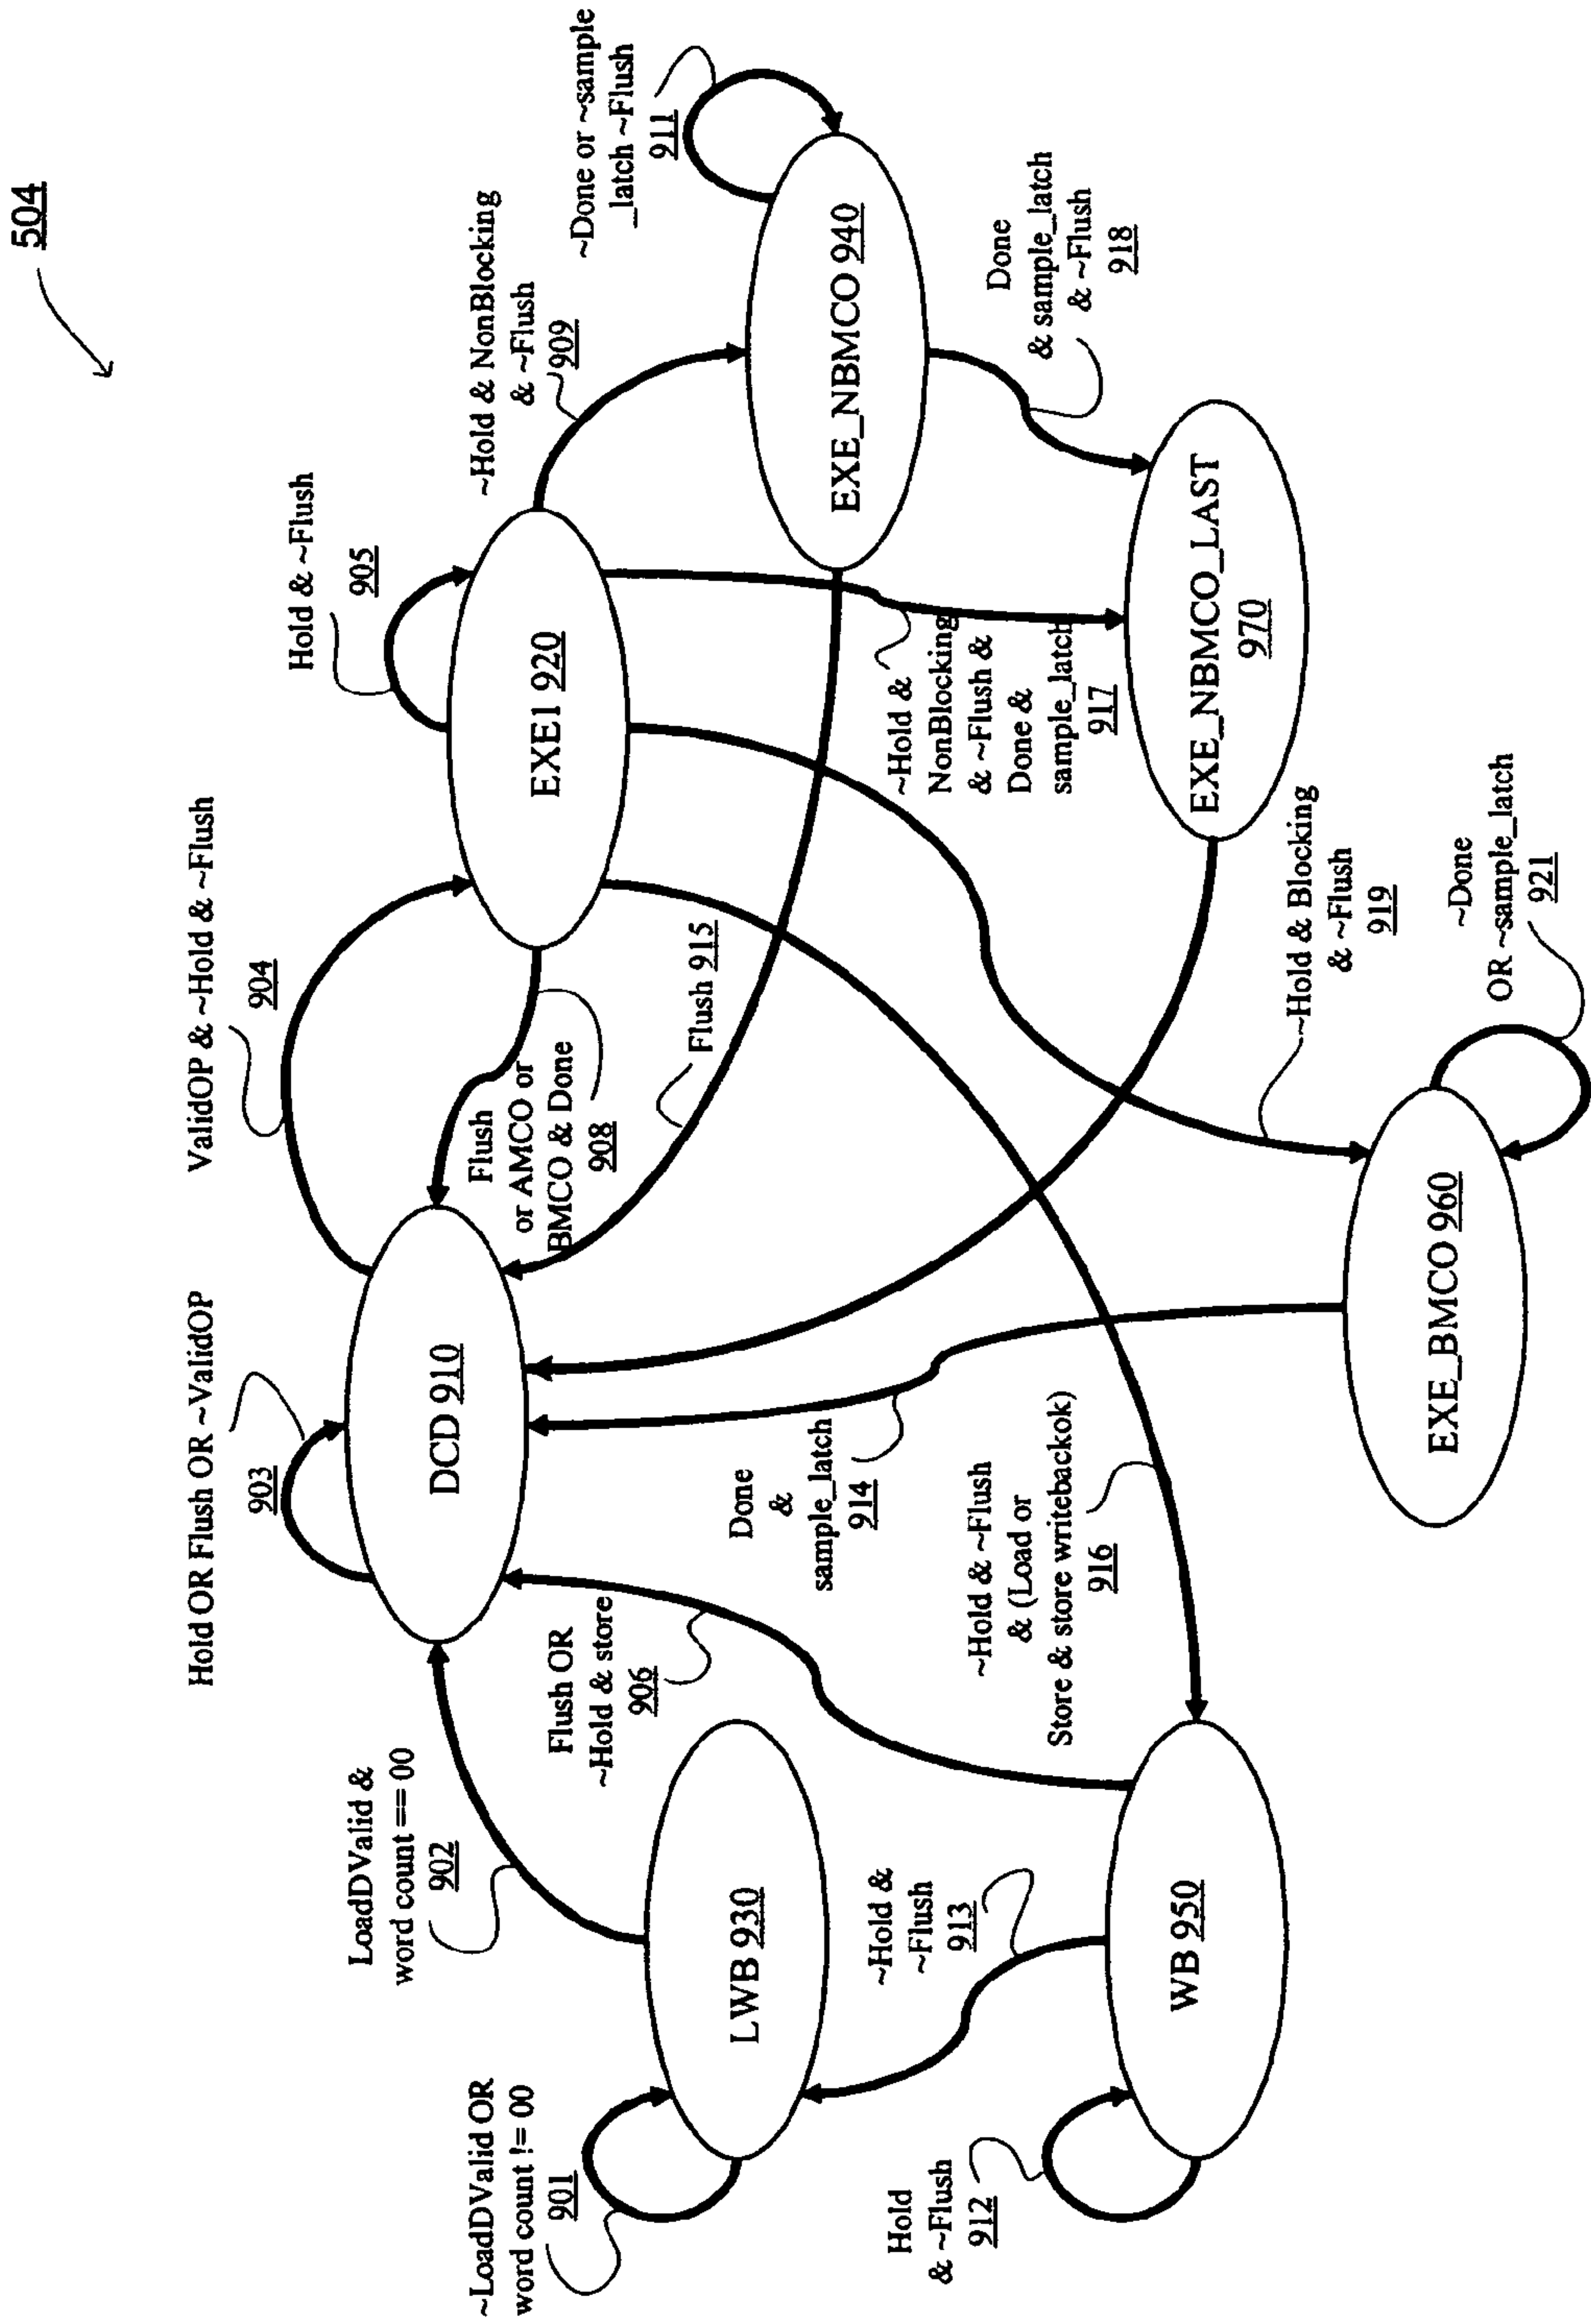 504
Hold OR Flush OR ~ValidOP
903
ValidOP & ~Hold & ~Flush
904
Hold & ~Flush
905
~LoadDValid OR
word count != 00
901
LoadDValid &
word count == 00
902
DCD 910
Flush
or AMCO or
BMCO & Done
908
EXE1 920
~Hold & NonBlocking
& ~Flush
909
~Done or ~sample
_latch ~Flush
911
LWB 930
Flush OR
~Hold & store
906
Flush 915
EXE_NBMCO 940
Done
&
sample_latch
914
~Hold &
NonBlocking
& ~Flush &
Done &
sample_latch
917
Done
& sample_latch
& ~Flush
918
Hold
& ~Flush
912
~Hold &
~Flush
913
~Hold & ~Flush
& (Load or
Store & store writebackok)
916
WB 950
EXE_NBMCO_LAST
970
~Hold & Blocking
& ~Flush
919
EXE_BMCO 960
~Done
OR ~sample_latch
921